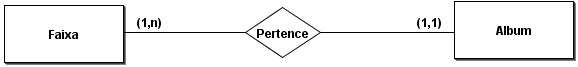 Faixa
(1,n)
Pertence
(1,1)
Album